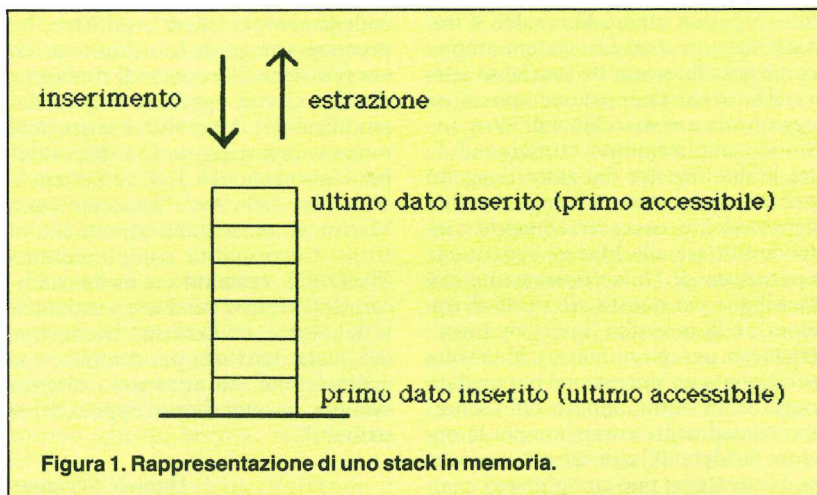 inserimento
estrazione
ultimo dato inserito (primo accessibile)
primo dato inserito (ultimo accessibile)
Figura 1. Rappresentazione di uno stack in memoria.